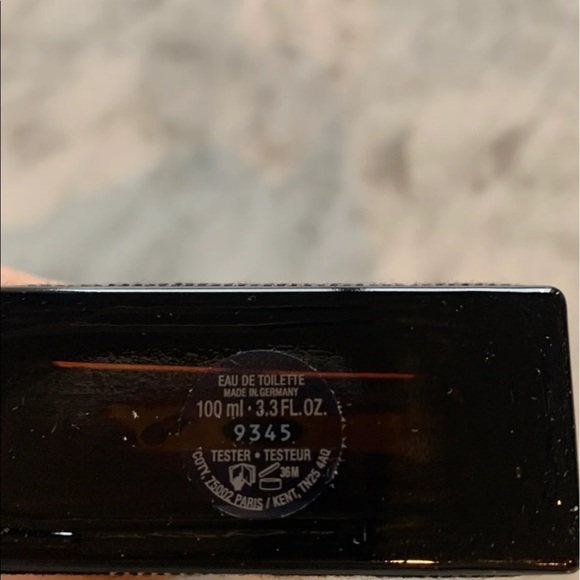 EAU DE TOILETTE
MADE IN GERMANY
100 ml · 3.3 FL.OZ.
9345
TESTER • TESTEUR
36M
COTY, 75002 PARIS / KENT, TN25 4AQ